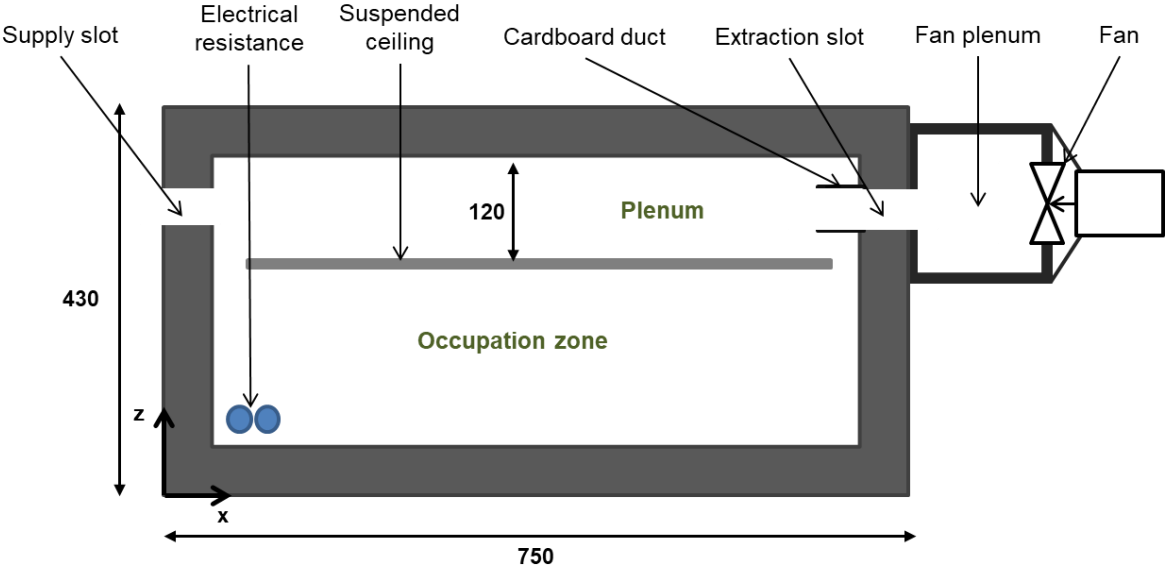 Supply slot
Electrical
resistance
Suspended
ceiling
Cardboard duct
Extraction slot
Fan plenum
Fan
120
Plenum
430
Occupation zone
z
x
750